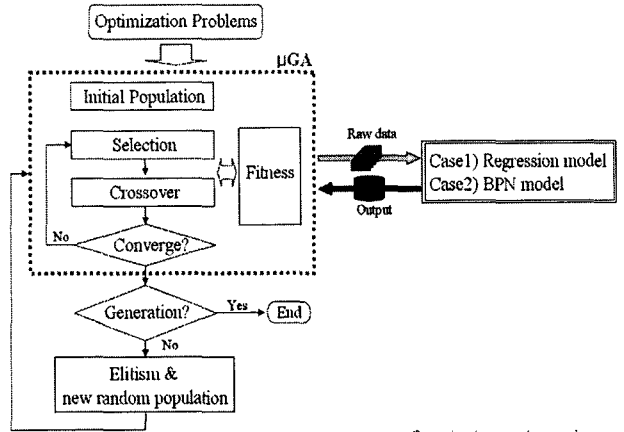 Optimization Problems
μGA
Initial Population
Selection
Crossover
Fitness
No
Converge?
Raw data
Output
Case1) Regression model
Case2) BPN model
Generation?
Yes
End
No
Elitism &
new random population